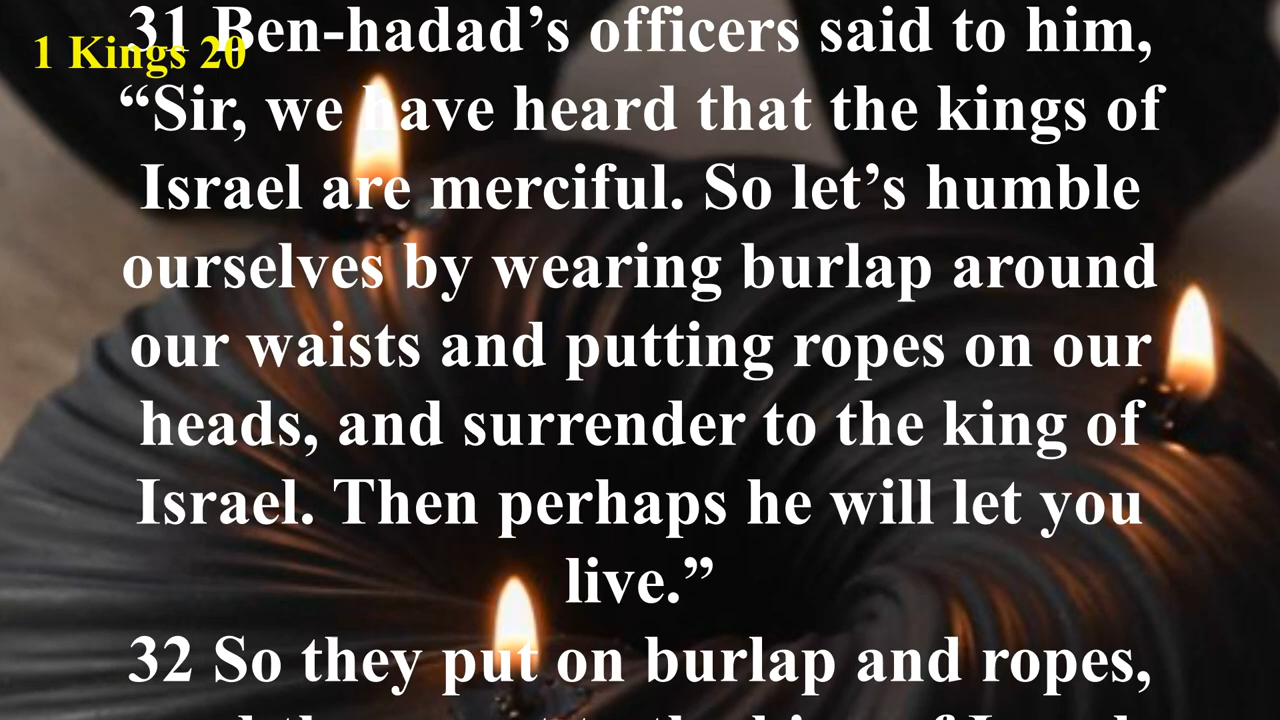 1 Kings 20
31 Ben-hadad’s officers said to him,
“Sir, we have heard that the kings of
Israel are merciful. So let’s humble
ourselves by wearing burlap around
our waists and putting ropes on our
heads, and surrender to the king of
Israel. Then perhaps he will let you
live.”
32 So they put on burlap and ropes,